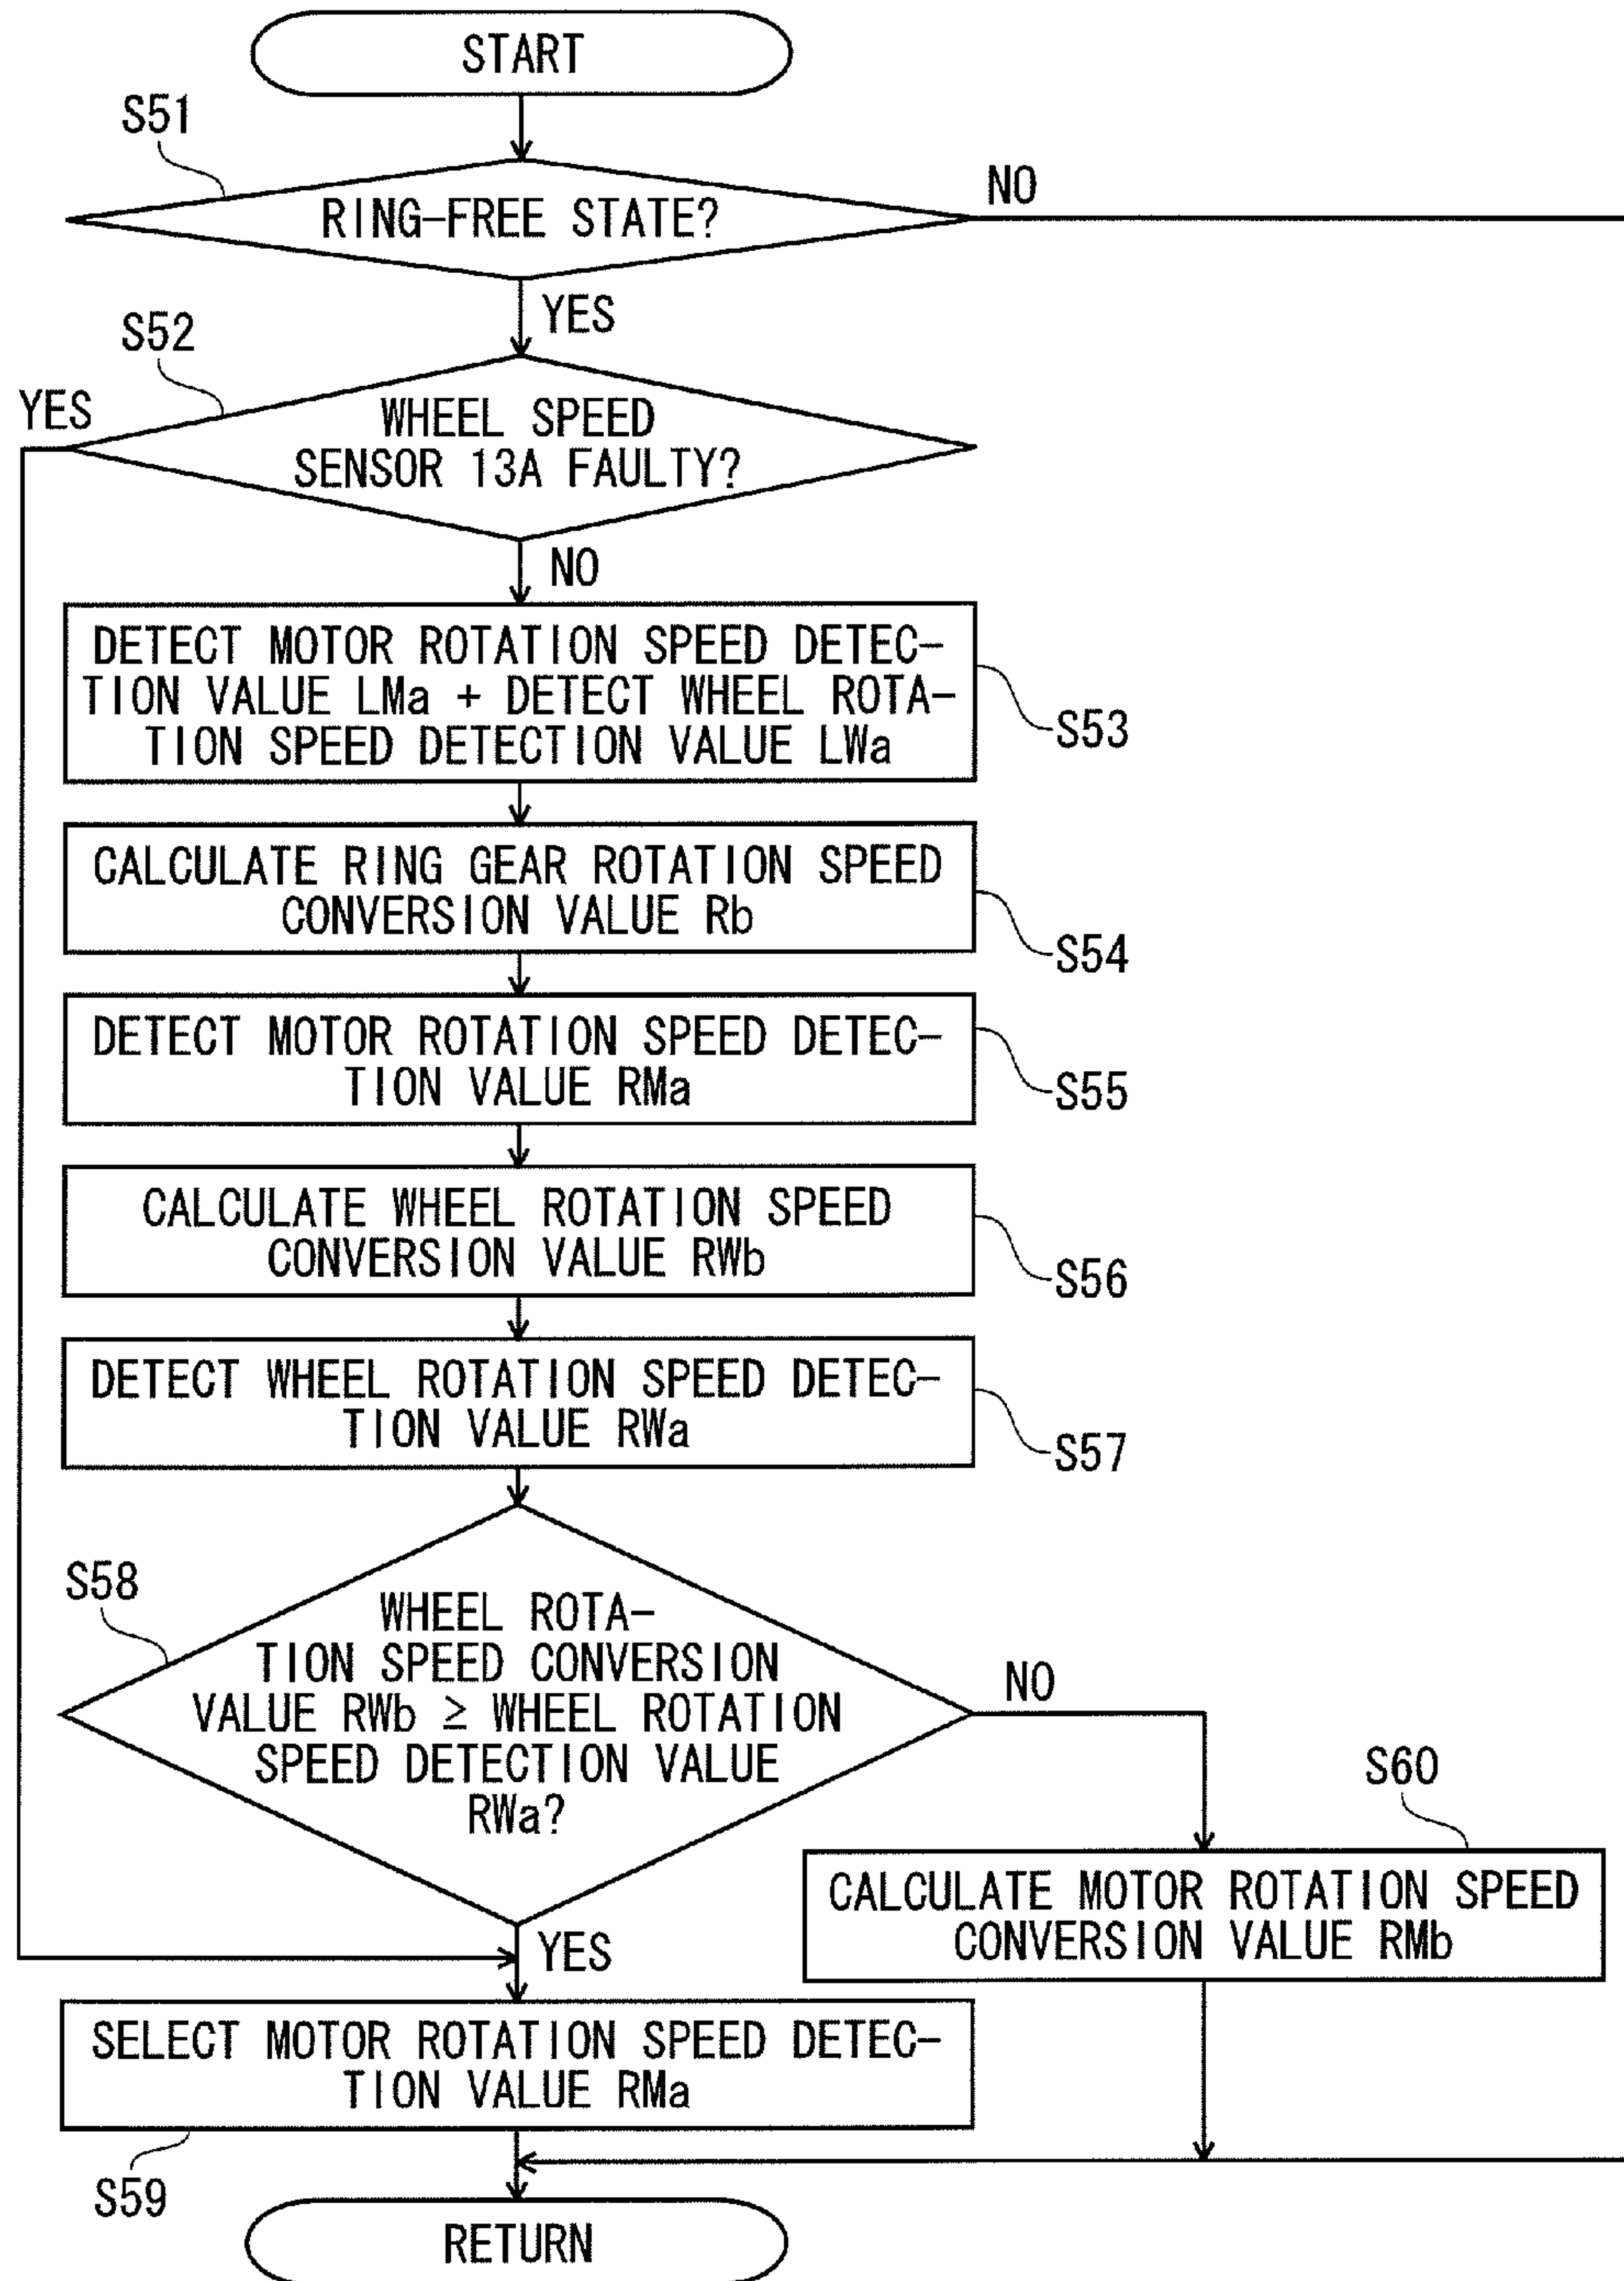 START
S51
RING-FREE STATE?
NO
YES
S52
YES
WHEEL SPEED
SENSOR 13A FAULTY?
NO
DETECT MOTOR ROTATION SPEED DETEC-
TION VALUE LMa + DETECT WHEEL ROTA-
TION SPEED DETECTION VALUE LWa
S53
CALCULATE RING GEAR ROTATION SPEED
CONVERSION VALUE Rb
S54
DETECT MOTOR ROTATION SPEED DETEC-
TION VALUE RMa
S55
CALCULATE WHEEL ROTATION SPEED
CONVERSION VALUE RWb
S56
DETECT WHEEL ROTATION SPEED DETEC-
TION VALUE RWa
S57
S58
WHEEL ROTA-
TION SPEED CONVERSION
VALUE RWb ≥ WHEEL ROTATION
SPEED DETECTION VALUE
RWa?
NO
YES
S60
CALCULATE MOTOR ROTATION SPEED
CONVERSION VALUE RMb
SELECT MOTOR ROTATION SPEED DETEC-
TION VALUE RMa
S59
RETURN